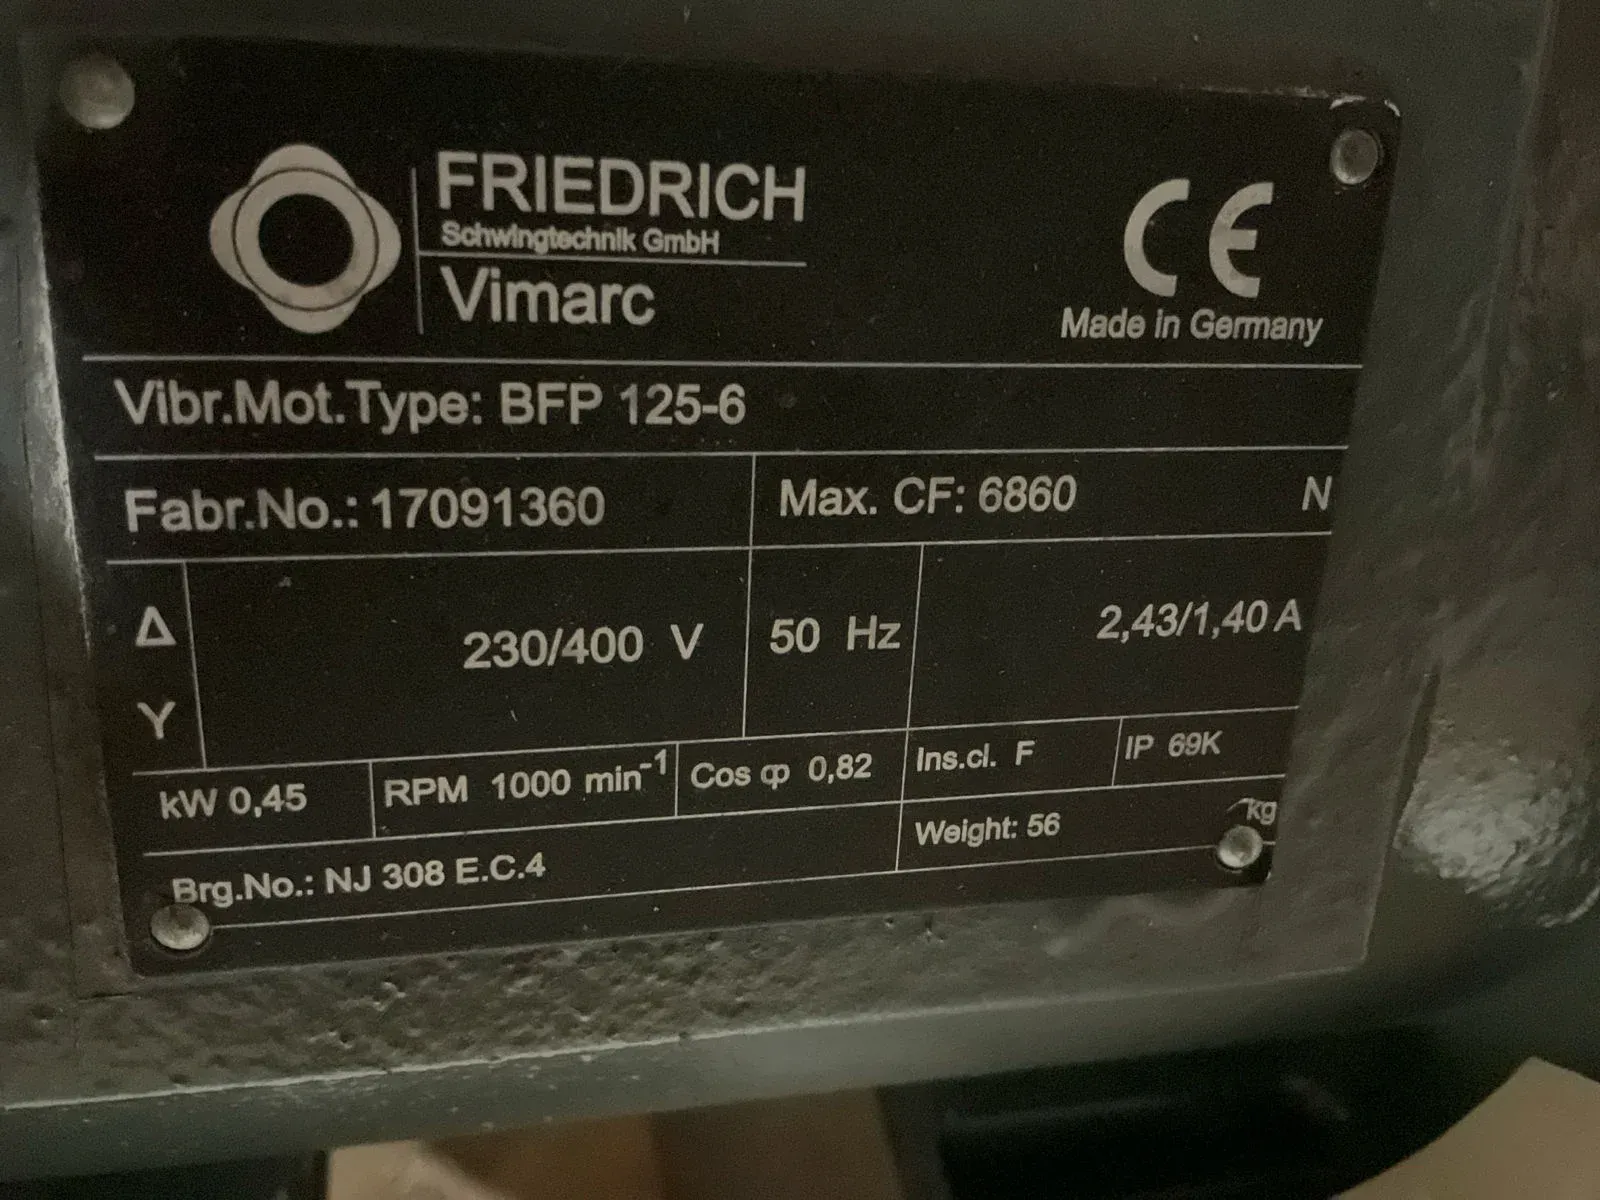 FRIEDRICH
Schwingtechnik GmbH
Vimarc
CE
Made in Germany
Vibr.Mot.Type: BFP 125-6
Fabr.No.: 17091360 Max. CF: 6860 N
Δ 230/400 V 50 Hz 2,43/1,40 A
Y
kW 0,45 RPM 1000 min⁻¹ Cos φ 0,82 Ins.cl. F IP 69K
Brg.No.: NJ 308 E.C.4 Weight: 56 kg